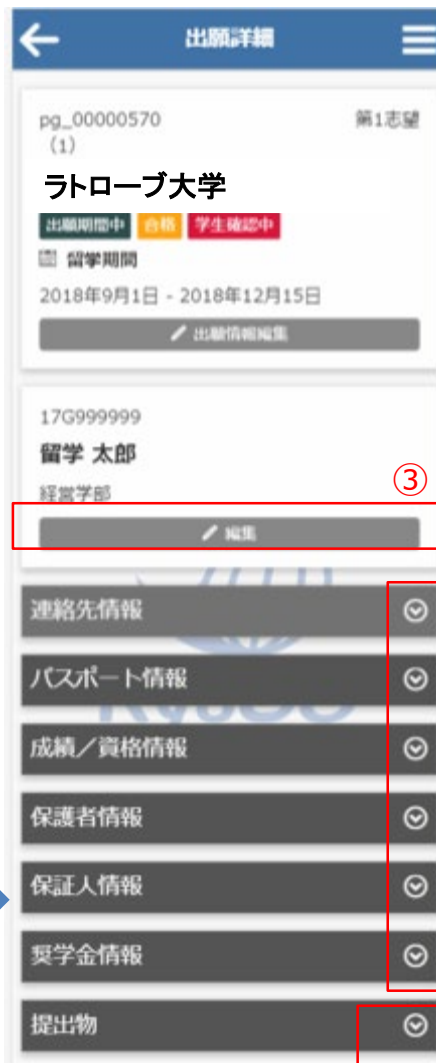 出願詳細
pg_00000570
(1)
第1志望
ラトローブ大学
出願期間中 合格 学生確認中
留学期間
2018年9月1日 - 2018年12月15日
出願情報編集
17G999999
留学 太郎
経営学部
③
編集
連絡先情報
パスポート情報
成績／資格情報
保護者情報
保証人情報
奨学金情報
提出物